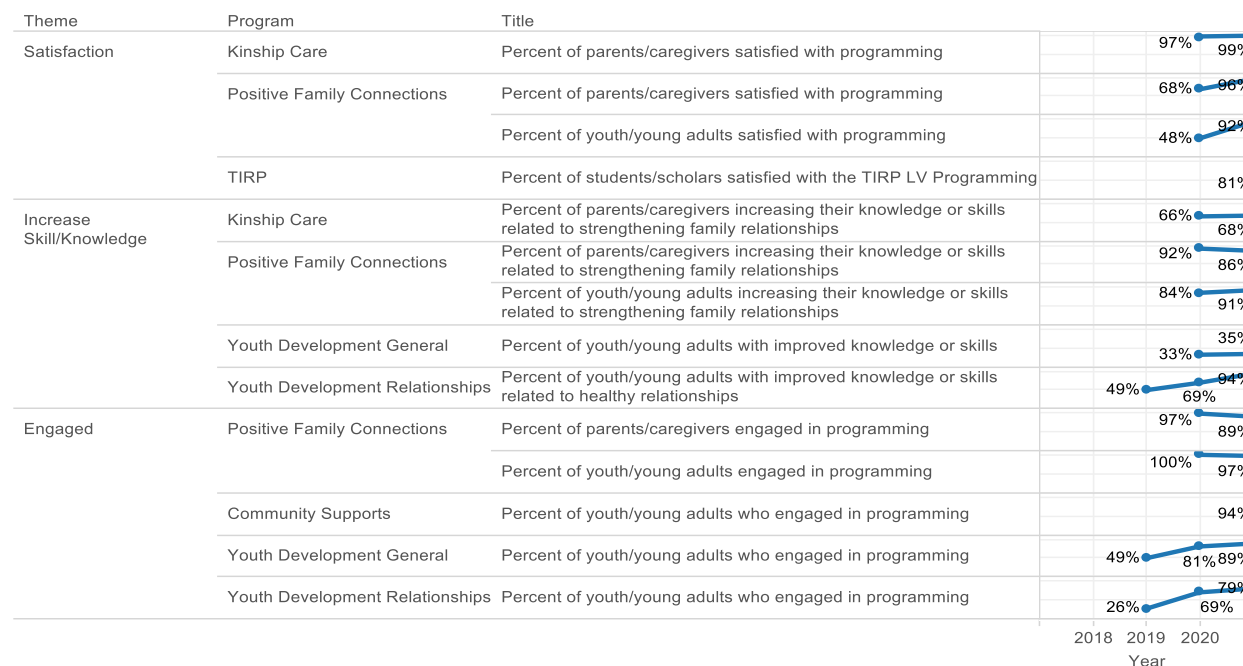 Theme Program Title
Satisfaction Kinship Care Percent of parents/caregivers satisfied with programming 97% 99%
Positive Family Connections Percent of parents/caregivers satisfied with programming 68% 96%
Percent of youth/young adults satisfied with programming 48% 92%
TIRP Percent of students/scholars satisfied with the TIRP LV Programming 81%
Increase
Skill/Knowledge
Kinship Care
Percent of parents/caregivers increasing their knowledge or skills
related to strengthening family relationships
66% 68%
Positive Family Connections
Percent of parents/caregivers increasing their knowledge or skills
related to strengthening family relationships
92% 86%
Percent of youth/young adults increasing their knowledge or skills
related to strengthening family relationships
84% 91%
Youth Development General Percent of youth/young adults with improved knowledge or skills 33% 35%
Youth Development Relationships
Percent of youth/young adults with improved knowledge or skills
related to healthy relationships
49% 69% 94%
Engaged Positive Family Connections Percent of parents/caregivers engaged in programming 97% 89%
Percent of youth/young adults engaged in programming 100% 97%
Community Supports Percent of youth/young adults who engaged in programming 94%
Youth Development General Percent of youth/young adults who engaged in programming 49% 81% 89%
Youth Development Relationships Percent of youth/young adults who engaged in programming 26% 69% 79%
2018 2019 2020
Year